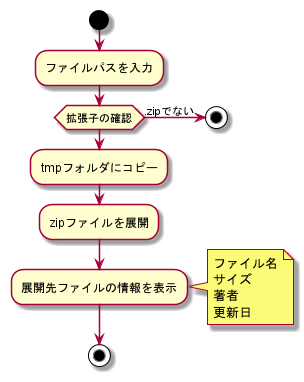 ファイルパスを入力
拡張子の確認
.zipでない
tmpフォルダにコピー
zipファイルを展開
展開先ファイルの情報を表示
ファイル名
サイズ
著者
更新日